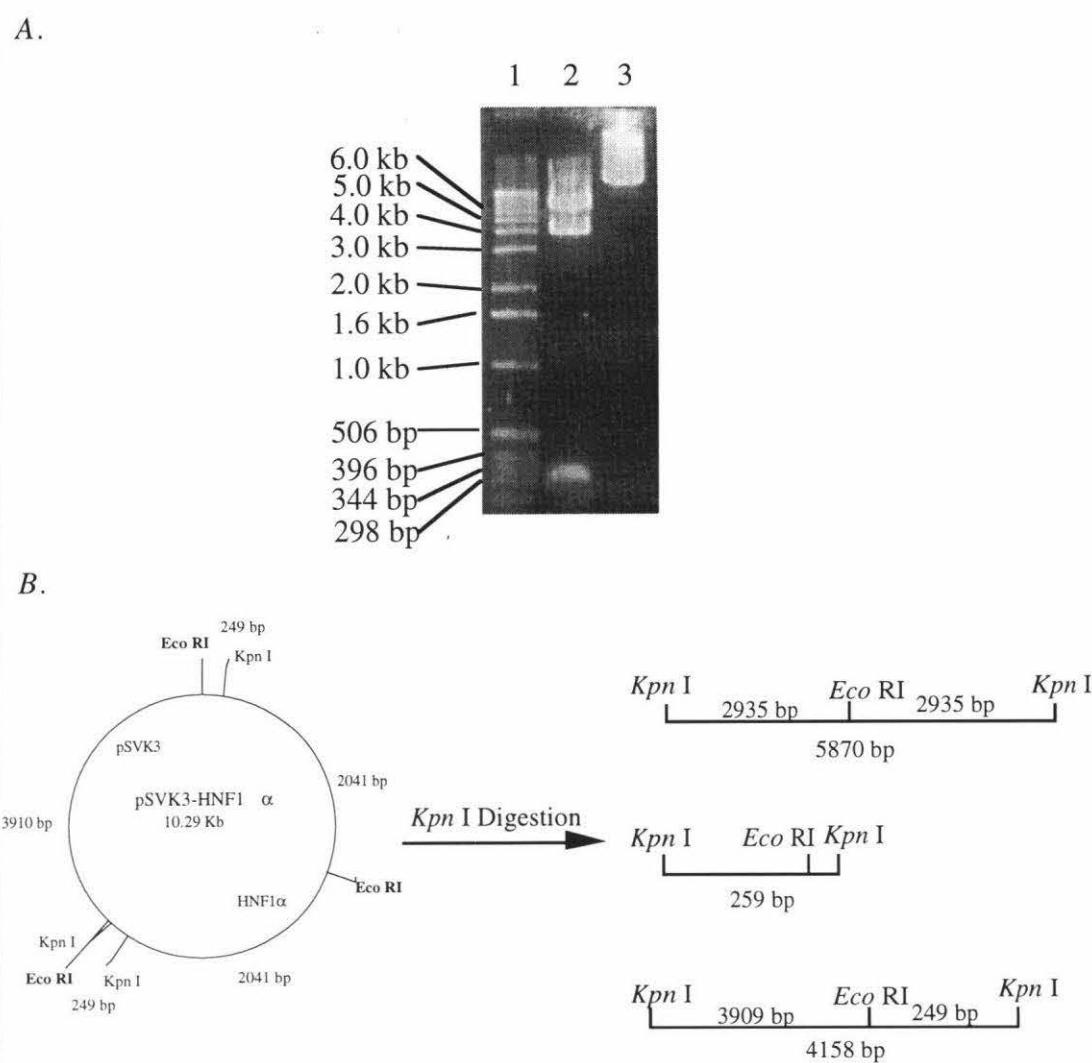 A.
1 2 3
6.0 kb
5.0 kb
4.0 kb
3.0 kb
2.0 kb
1.6 kb
1.0 kb
506 bp
396 bp
344 bp
298 bp
B.
249 bp
Eco RI
Kpn I
pSVK3
2041 bp
pSVK3-HNF1 α
10.29 Kb
3910 bp
Eco RI
HNF1α
Kpn I
Eco RI
Kpn I
249 bp
2041 bp
Kpn I Digestion
Kpn I Eco RI Kpn I
2935 bp 2935 bp
5870 bp
Kpn I Eco RI Kpn I
259 bp
Kpn I Eco RI Kpn I
3909 bp 249 bp
4158 bp